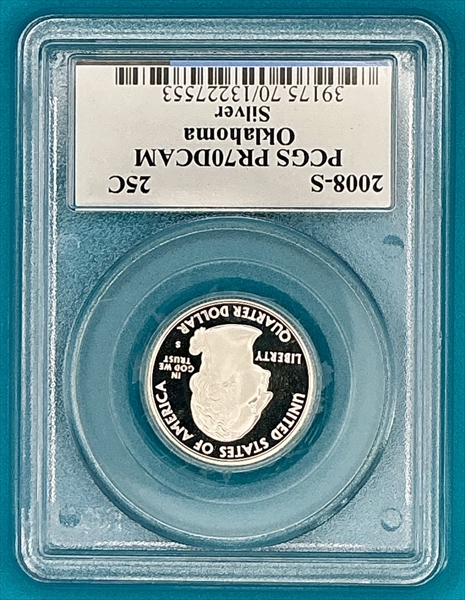 2008-S 25C
PCGS PR70DCAM
Oklahoma
Silver
39175.70/13227553
UNITED STATES OF AMERICA
LIBERTY
IN
GOD WE
TRUST
S
QUARTER DOLLAR